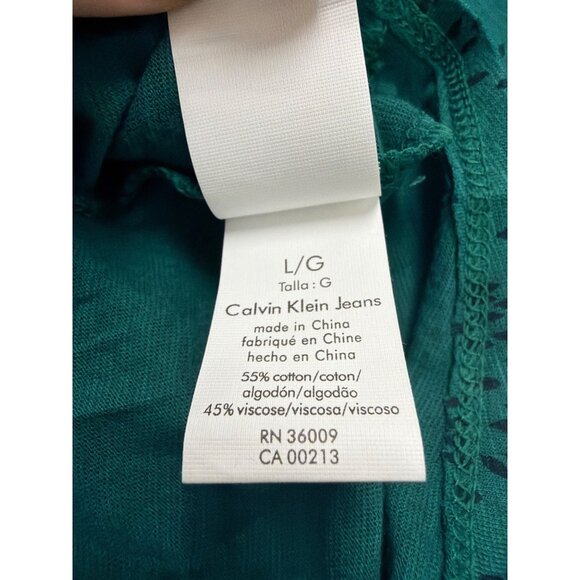 L/G
Talla: G
Calvin Klein Jeans
made in China
fabriqué en Chine
hecho en China
55% cotton/coton/
algodón/algodão
45% viscose/viscosa/viscoso
RN 36009
CA 00213